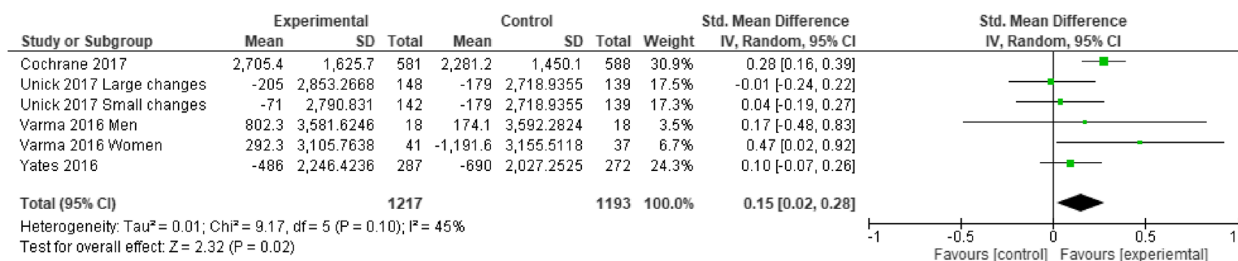 Experimental Control Std. Mean Difference Std. Mean Difference
Study or Subgroup Mean SD Total Mean SD Total Weight IV, Random, 95% CI IV, Random, 95% CI
Cochrane 2017 2,705.4 1,625.7 581 2,281.2 1,450.1 588 30.9% 0.28 [0.16, 0.39]
Unick 2017 Large changes -205 2,853.2668 148 -179 2,718.9355 139 17.5% -0.01 [-0.24, 0.22]
Unick 2017 Small changes -71 2,790.831 142 -179 2,718.9355 139 17.3% 0.04 [-0.19, 0.27]
Varma 2016 Men 802.3 3,581.6246 18 174.1 3,592.2824 18 3.5% 0.17 [-0.48, 0.83]
Varma 2016 Women 292.3 3,105.7638 41 -1,191.6 3,155.5118 37 6.7% 0.47 [0.02, 0.92]
Yates 2016 -486 2,246.4236 287 -690 2,027.2525 272 24.3% 0.10 [-0.07, 0.26]
Total (95% CI) 1217 1193 100.0% 0.15 [0.02, 0.28]
Heterogeneity: Tau² = 0.01; Chi² = 9.17, df = 5 (P = 0.10); I² = 45%
Test for overall effect: Z = 2.32 (P = 0.02)
-1 -0.5 0 0.5 1
Favours [control] Favours [experiemtal]